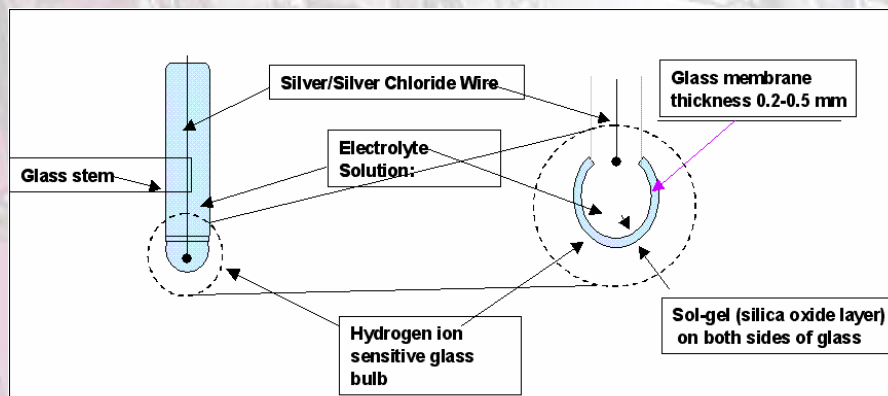 Silver/Silver Chloride Wire
Glass membrane
thickness 0.2-0.5 mm
Electrolyte
Solution:
Glass stem
Sol-gel (silica oxide layer)
on both sides of glass
Hydrogen ion
sensitive glass
bulb